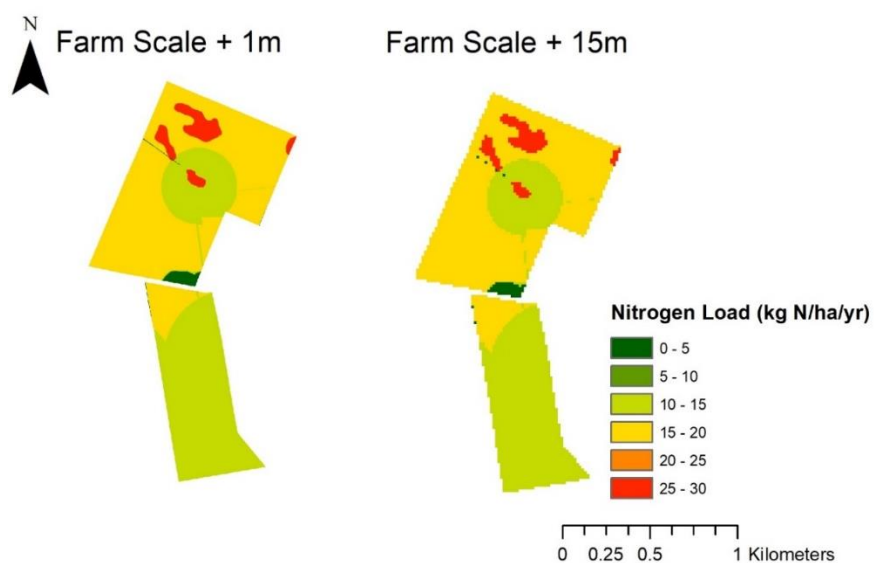 N
Farm Scale + 1m
Farm Scale + 15m
Nitrogen Load (kg N/ha/yr)
0 - 5
5 - 10
10 - 15
15 - 20
20 - 25
25 - 30
0 0.25 0.5 1 Kilometers